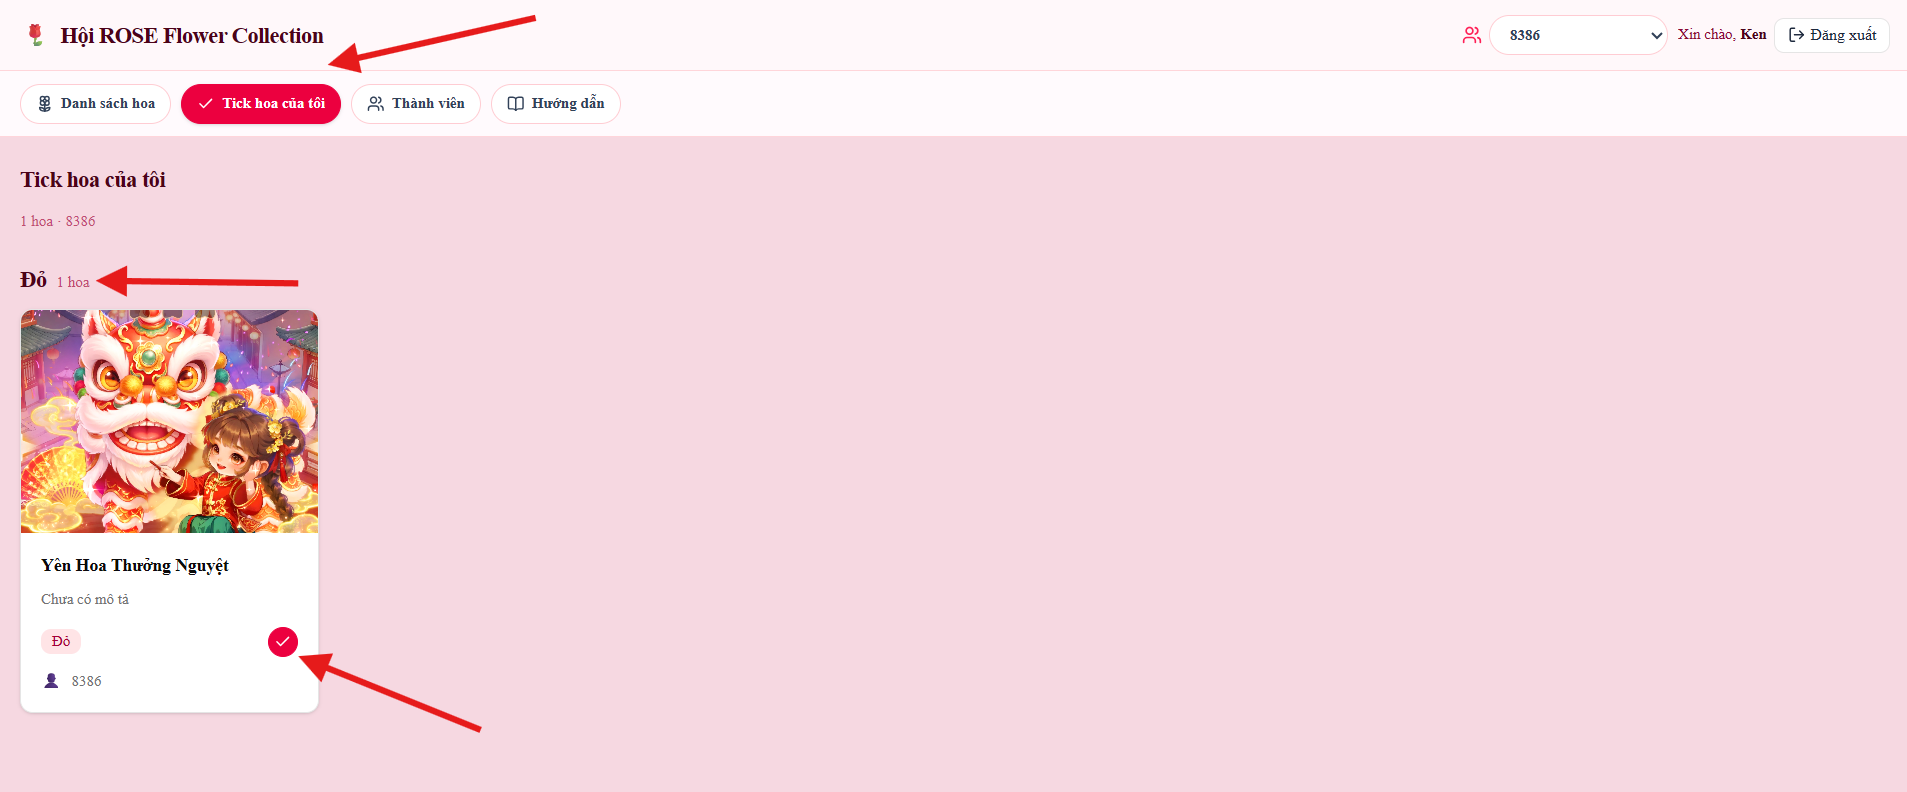 Hội ROSE Flower Collection
8386
Xin chào, Ken
Đăng xuất
Danh sách hoa
Tick hoa của tôi
Thành viên
Hướng dẫn
Tick hoa của tôi
1 hoa · 8386
Đỏ 1 hoa
Yên Hoa Thưởng Nguyệt
Chưa có mô tả
Đỏ
8386